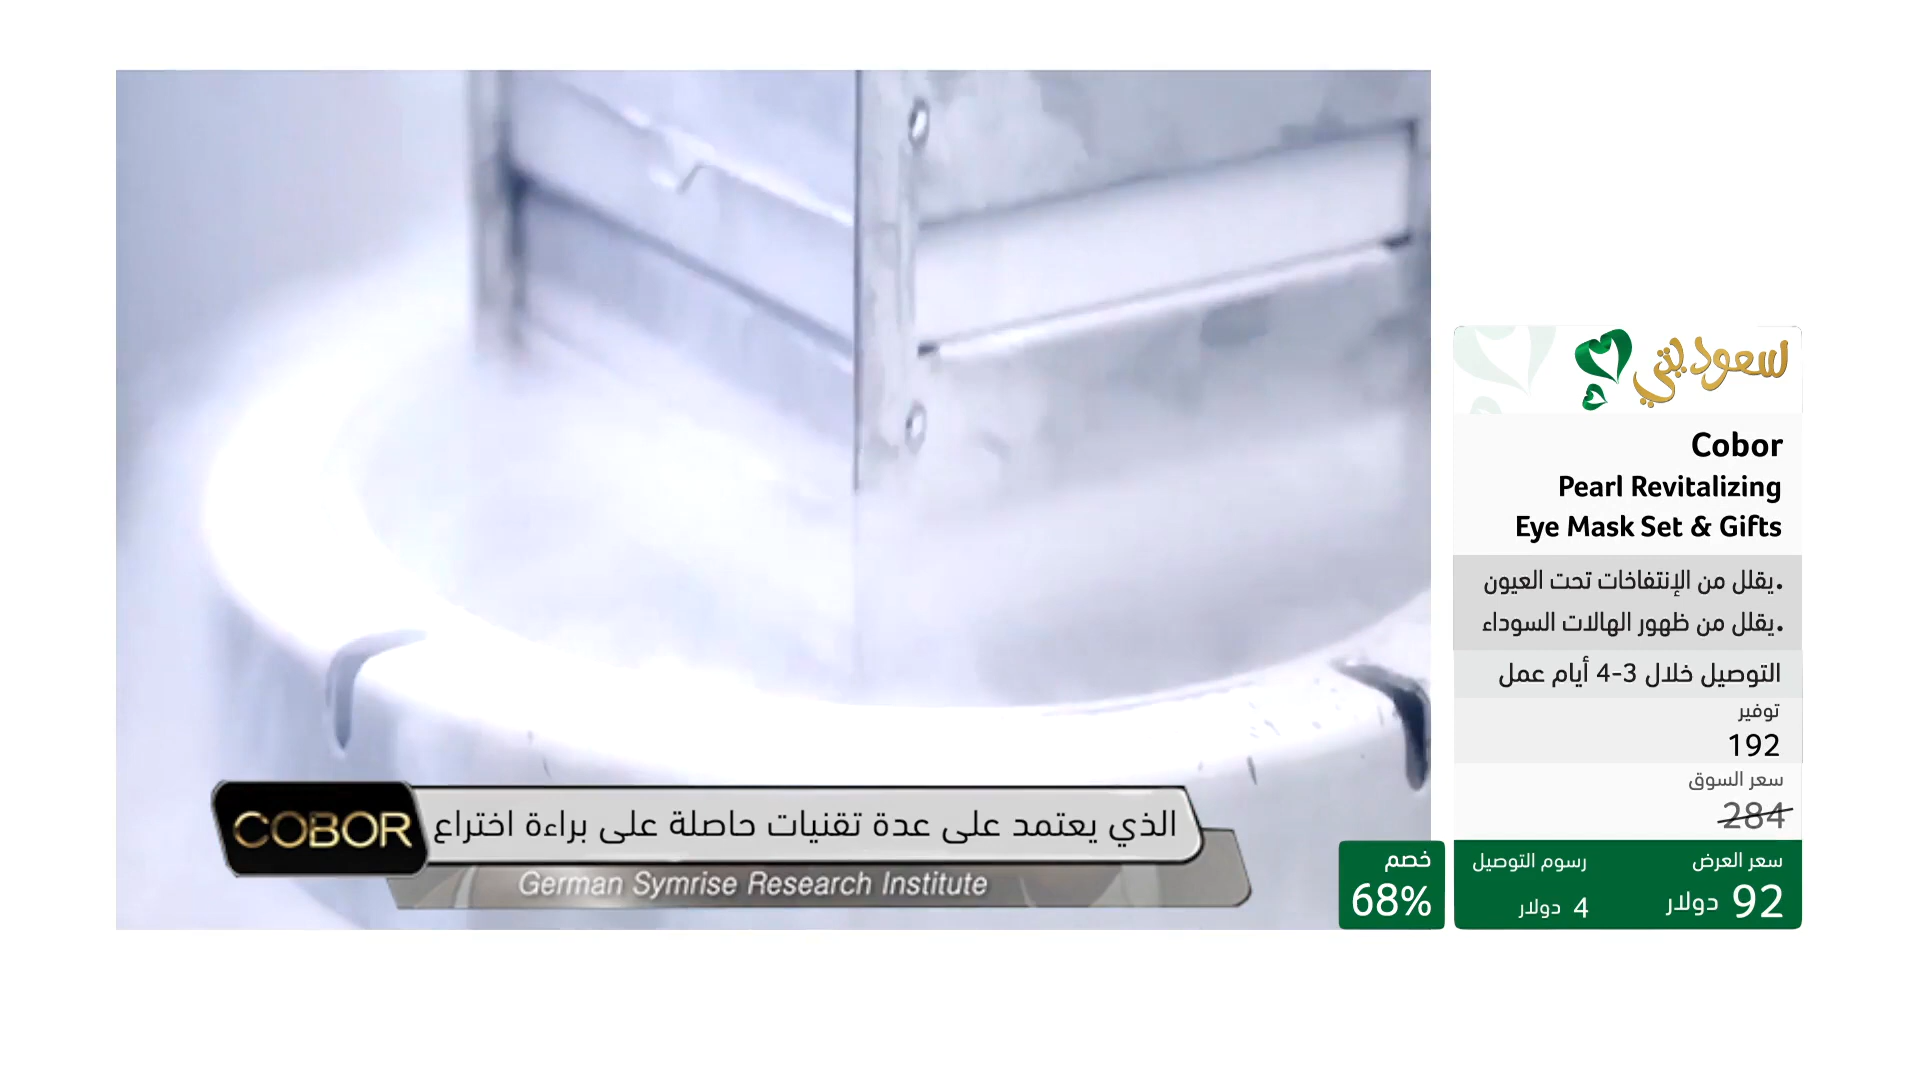 سعوديتي
Cobor
Pearl Revitalizing
Eye Mask Set & Gifts
.يقلل من الإنتفاخات تحت العيون
.يقلل من ظهور الهالات السوداء
التوصيل خلال 3-4 أيام عمل
توفير
192
سعر السوق
284
سعر العرض
92 دولار
رسوم التوصيل
4 دولار
خصم
68%
COBOR
الذي يعتمد على عدة تقنيات حاصلة على براءة اختراع
German Symrise Research Institute